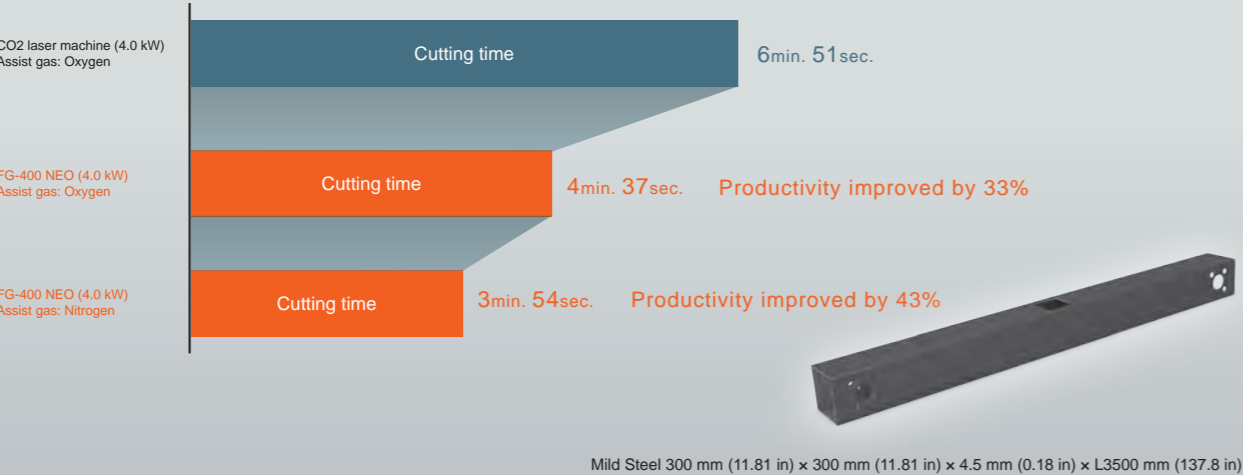 CO2 laser machine (4.0 kW)
Assist gas: Oxygen
Cutting time
6min. 51sec.
FG-400 NEO (4.0 kW)
Assist gas: Oxygen
Cutting time
4min. 37sec.
Productivity improved by 33%
FG-400 NEO (4.0 kW)
Assist gas: Nitrogen
Cutting time
3min. 54sec.
Productivity improved by 43%
Mild Steel 300 mm (11.81 in) × 300 mm (11.81 in) × 4.5 mm (0.18 in) × L3500 mm (137.8 in)